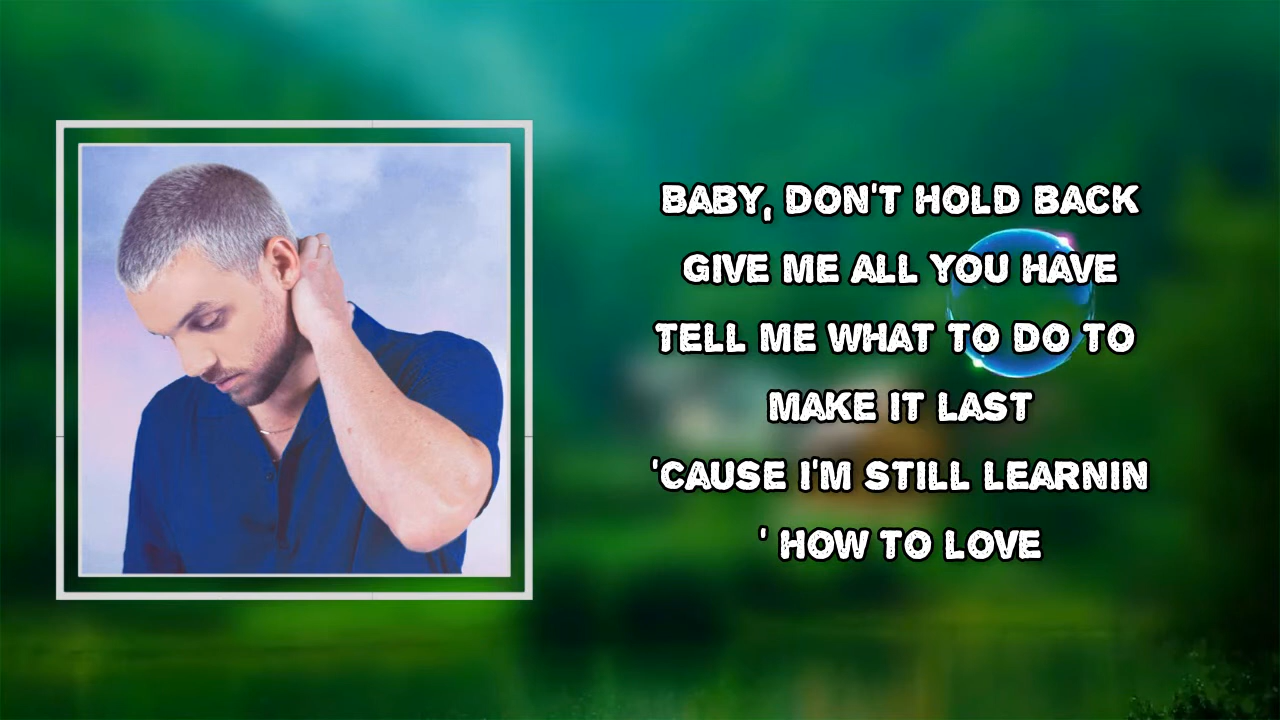 BABY, DON'T HOLD BACK
GIVE ME ALL YOU HAVE
TELL ME WHAT TO DO TO
MAKE IT LAST
'CAUSE I'M STILL LEARNIN
' HOW TO LOVE